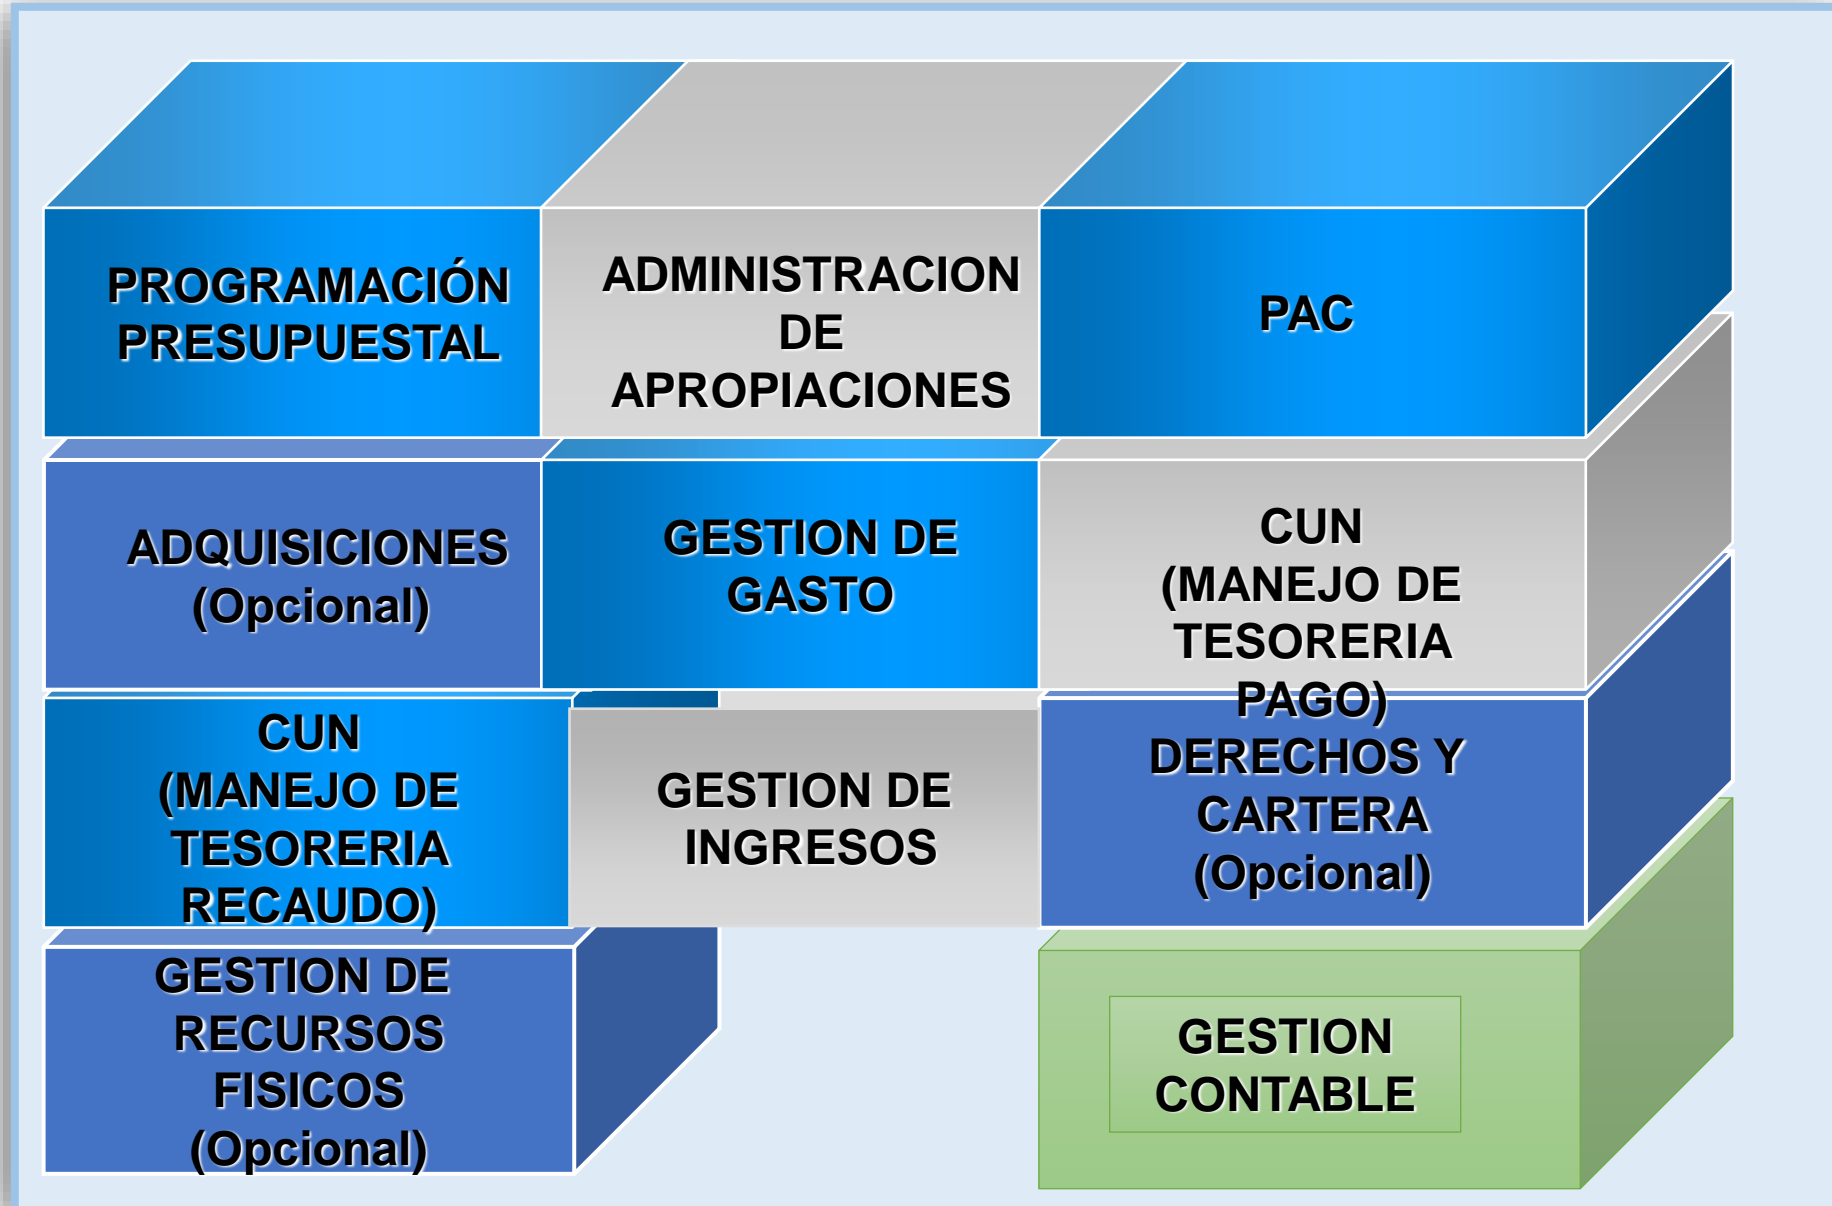 PROGRAMACIÓN
PRESUPUESTAL
ADMINISTRACION
DE
APROPIACIONES
PAC
ADQUISICIONES
(Opcional)
GESTION DE
GASTO
CUN
(MANEJO DE
TESORERIA
PAGO)
CUN
(MANEJO DE
TESORERIA
RECAUDO)
GESTION DE
INGRESOS
DERECHOS Y
CARTERA
(Opcional)
GESTION DE
RECURSOS
FISICOS
(Opcional)
GESTION
CONTABLE